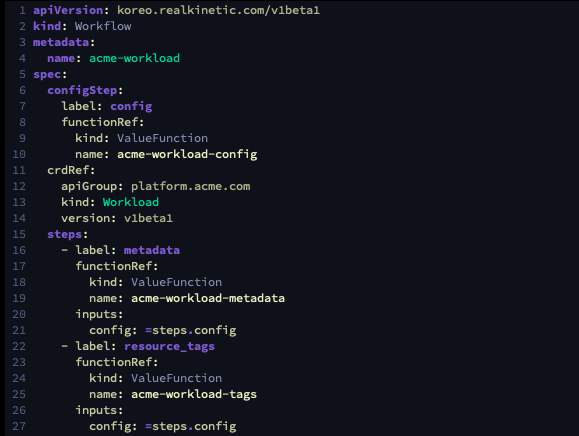 1 apiVersion: koreo.realkinetic.com/v1beta1
2 kind: Workflow
3 metadata:
4   name: acme-workload
5 spec:
6   configStep:
7     label: config
8     functionRef:
9       kind: ValueFunction
10       name: acme-workload-config
11   crdRef:
12     apiGroup: platform.acme.com
13     kind: Workload
14     version: v1beta1
15   steps:
16     - label: metadata
17       functionRef:
18         kind: ValueFunction
19         name: acme-workload-metadata
20       inputs:
21         config: =steps.config
22     - label: resource_tags
23       functionRef:
24         kind: ValueFunction
25         name: acme-workload-tags
26       inputs:
27         config: =steps.config